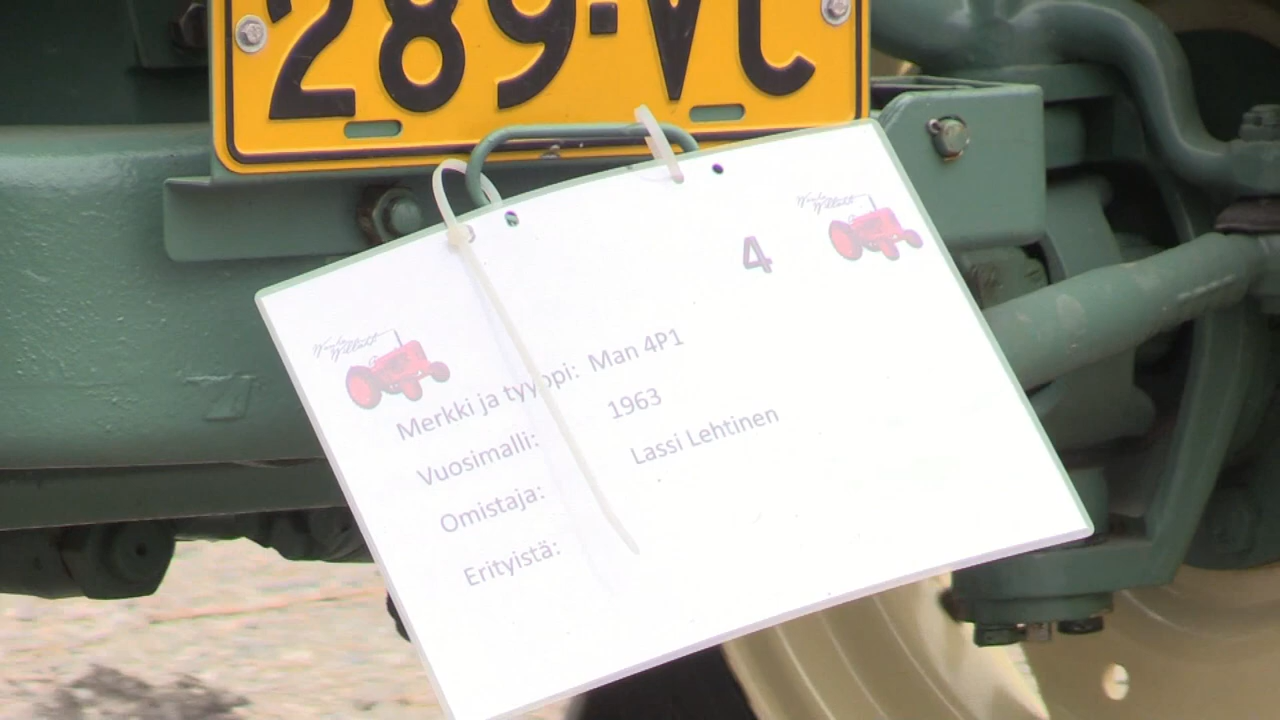 289-VC
4
Merkki ja tyyppi: Man 4P1
Vuosimalli: 1963
Omistaja: Lassi Lehtinen
Erityistä: